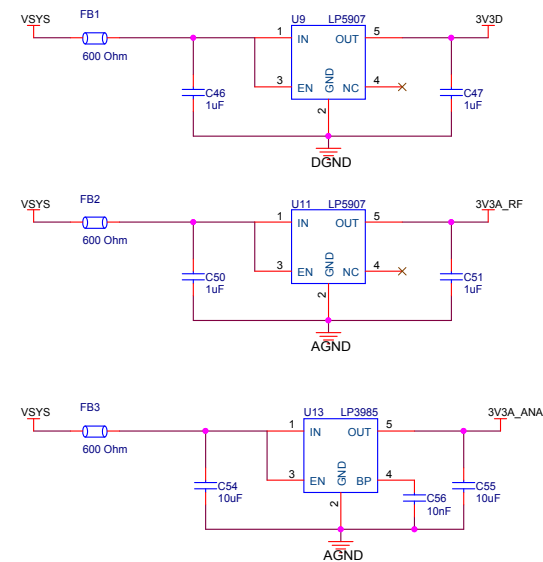 VSYS FB1 U9 LP5907 3V3D
1 IN OUT 5
600 Ohm
3 EN GND NC 4
C46 C47
1uF 1uF
2
DGND
VSYS FB2 U11 LP5907 3V3A_RF
1 IN OUT 5
600 Ohm
3 EN GND NC 4
C50 C51
1uF 1uF
2
AGND
VSYS FB3 U13 LP3985 3V3A_ANA
1 IN OUT 5
600 Ohm
3 EN GND BP 4
C54 C56 C55
10uF 10nF 10uF
2
AGND